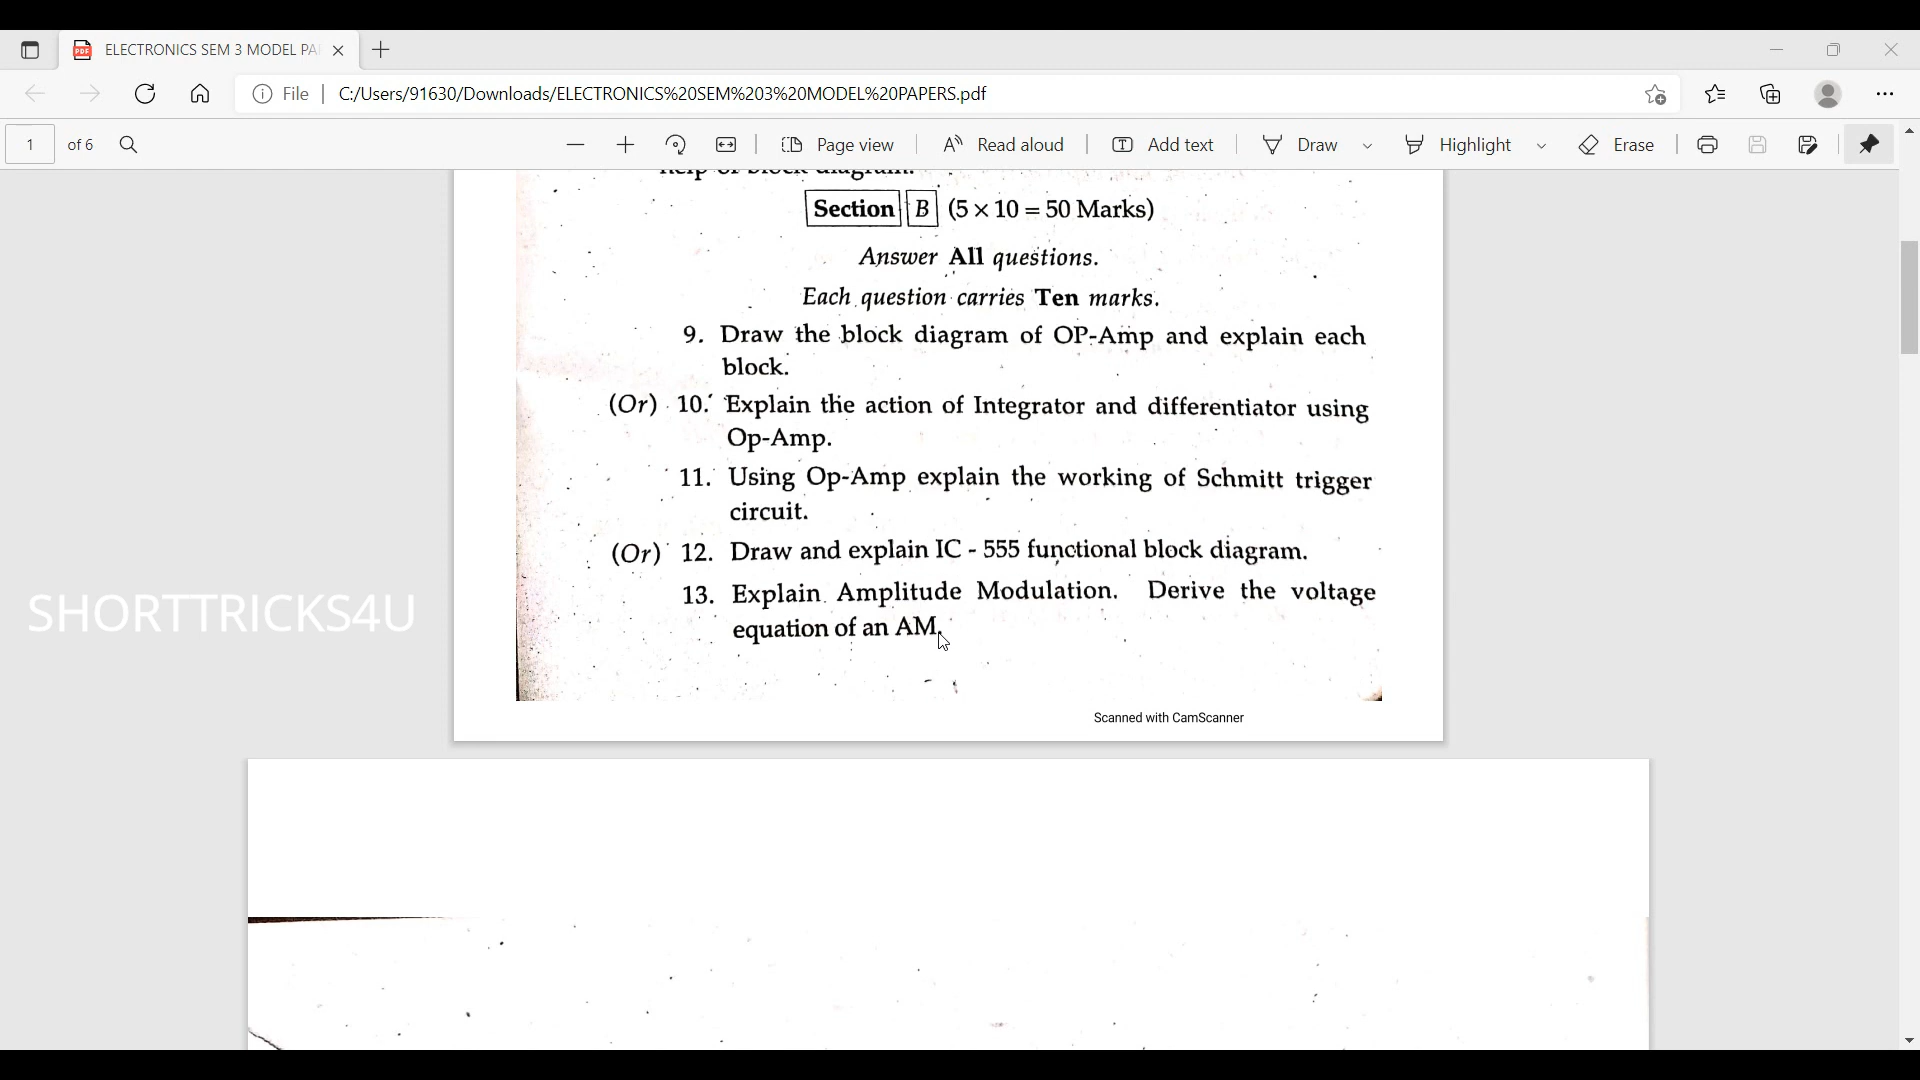 ELECTRONICS SEM 3 MODEL PA
File
C:/Users/91630/Downloads/ELECTRONICS%20SEM%203%20MODEL%20PAPERS.pdf
1 of 6
Page view
Read aloud
Add text
Draw
Highlight
Erase
help of block diagram.
Section B (5 × 10 = 50 Marks)
Answer All questions.
Each question carries Ten marks.
9. Draw the block diagram of OP-Amp and explain each
block.
(Or) 10. Explain the action of Integrator and differentiator using
Op-Amp.
11. Using Op-Amp explain the working of Schmitt trigger
circuit.
(Or) 12. Draw and explain IC - 555 functional block diagram.
13. Explain Amplitude Modulation. Derive the voltage
equation of an AM.
SHORTTRICKS4U
Scanned with CamScanner